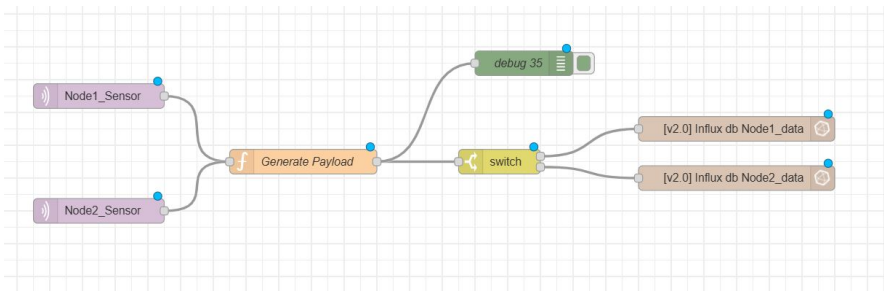 debug 35
Node1_Sensor
[v2.0] Influx db Node1_data
f Generate Payload
switch
[v2.0] Influx db Node2_data
Node2_Sensor